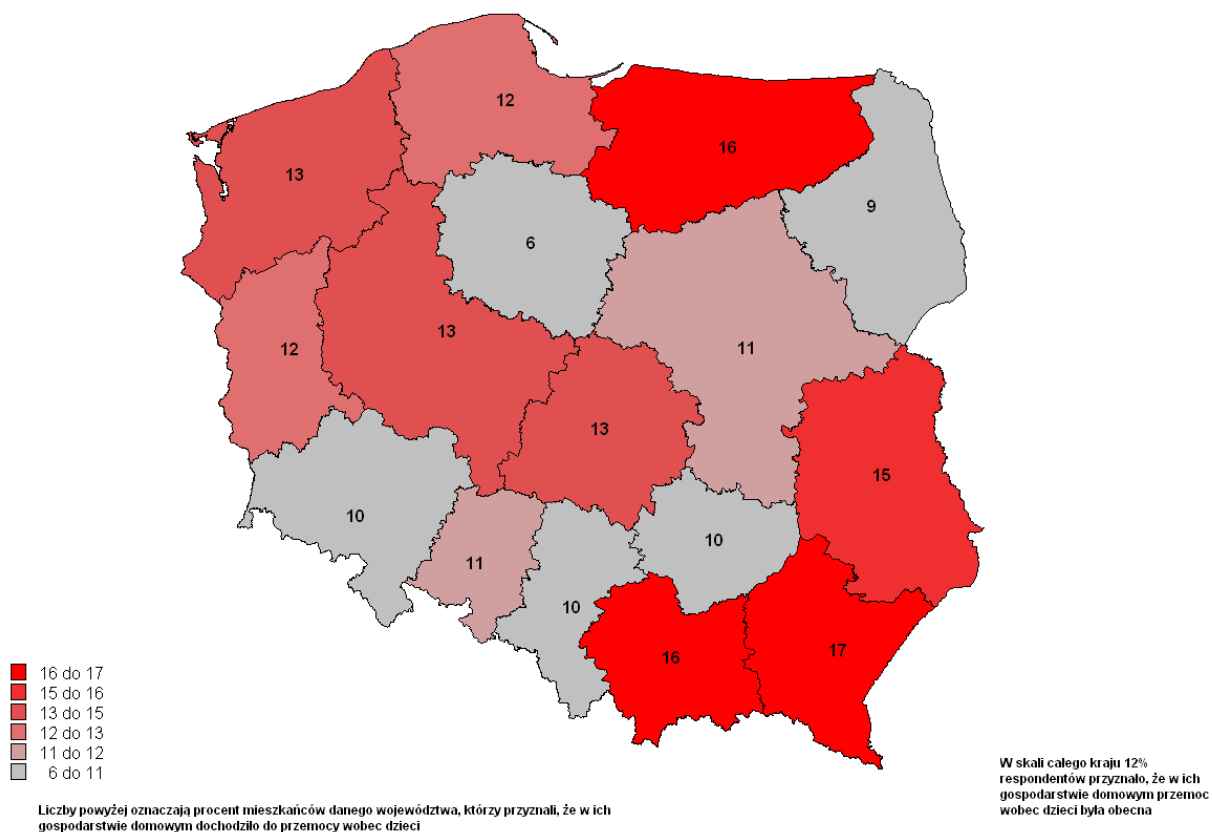 12
16
13
9
6
13
12
11
13
15
10
10
11
10
16
17
16 do 17
15 do 16
13 do 15
12 do 13
11 do 12
6 do 11
W skali całego kraju 12%
respondentów przyznało, że w ich
gospodarstwie domowym przemoc
wobec dzieci była obecna
Liczby powyżej oznaczają procent mieszkańców danego województwa, którzy przyznali, że w ich
gospodarstwie domowym dochodziło do przemocy wobec dzieci